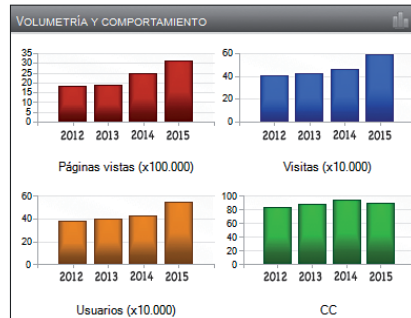 VOLUMETRÍA Y COMPORTAMIENTO
35
30
25
20
15
10
5
0
2012 2013 2014 2015
Páginas vistas (x100.000)
60
40
20
0
2012 2013 2014 2015
Visitas (x10.000)
60
40
20
0
2012 2013 2014 2015
Usuarios (x10.000)
100
80
60
40
20
0
2012 2013 2014 2015
CC